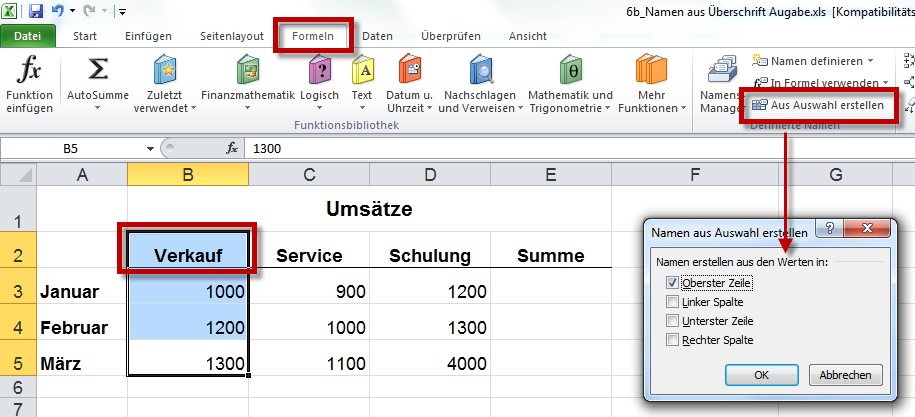 6b_Namen aus Überschrift Augabe.xls [Kompatibilitäts
Datei Start Einfügen Seitenlayout Formeln Daten Überprüfen Ansicht
fx Σ ? A θ
Funktion einfügen
AutoSumme
Zuletzt verwendet
Finanzmathematik
Logisch
Text
Datum u. Uhrzeit
Nachschlagen und Verweisen
Mathematik und Trigonometrie
Mehr Funktionen
Funktionsbibliothek
Namens-
Manager
Namen definieren
In Formel verwenden
Aus Auswahl erstellen
Definierte Namen
B5 fx 1300
A B C D E F G
1 Umsätze
2 Verkauf Service Schulung Summe
3 Januar 1000 900 1200
4 Februar 1200 1000 1300
5 März 1300 1100 4000
6
7
Namen aus Auswahl erstellen ?
Namen erstellen aus den Werten in:
Oberster Zeile
Linker Spalte
Unterster Zeile
Rechter Spalte
OK Abbrechen